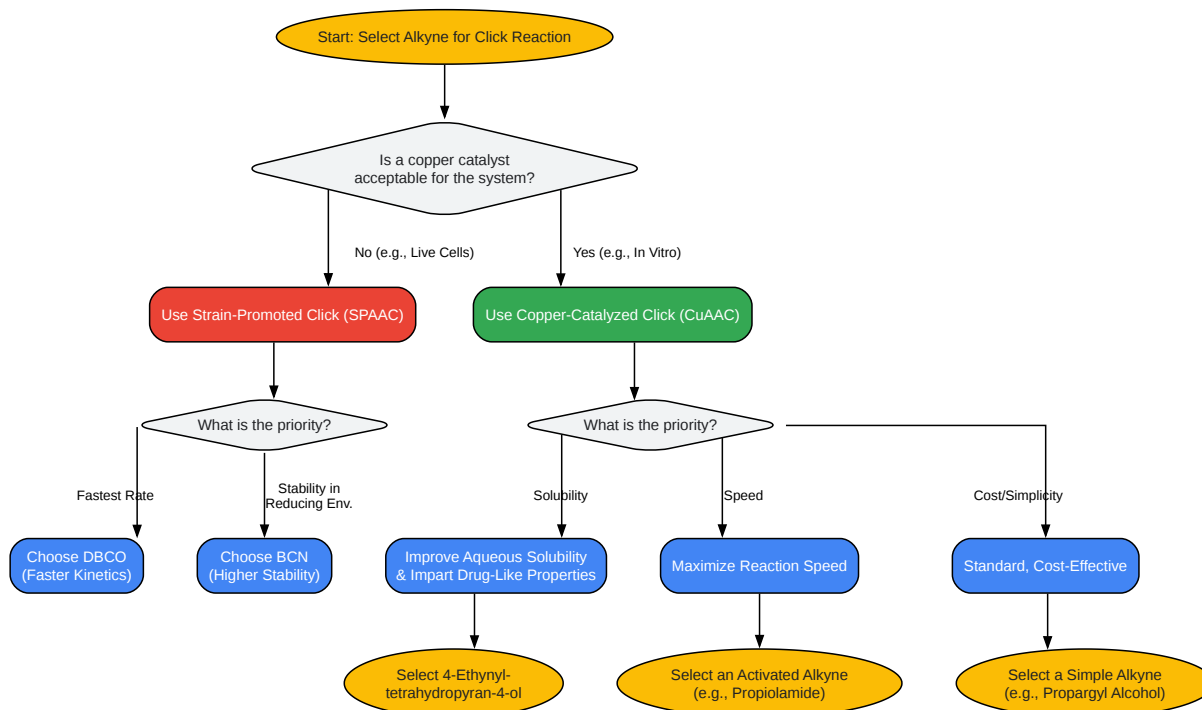 Start: Select Alkyne for Click Reaction
Is a copper catalyst
acceptable for the system?
No (e.g., Live Cells)
Yes (e.g., In Vitro)
Use Strain-Promoted Click (SPAAC)
Use Copper-Catalyzed Click (CuAAC)
What is the priority?
What is the priority?
Fastest Rate
Stability in
Reducing Env.
Solubility
Speed
Cost/Simplicity
Choose DBCO
(Faster Kinetics)
Choose BCN
(Higher Stability)
Improve Aqueous Solubility
& Impart Drug-Like Properties
Maximize Reaction Speed
Standard, Cost-Effective
Select 4-Ethynyl-
tetrahydropyran-4-ol
Select an Activated Alkyne
(e.g., Propiolamide)
Select a Simple Alkyne
(e.g., Propargyl Alcohol)